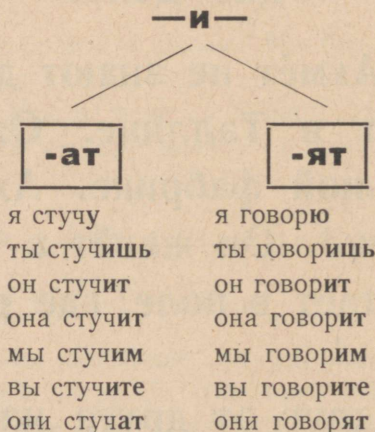 —и—
-ат -ят
я стучу я говорю
ты стучишь ты говоришь
он стучит он говорит
она стучит она говорит
мы стучим мы говорим
вы стучите вы говорите
они стучат они говорят